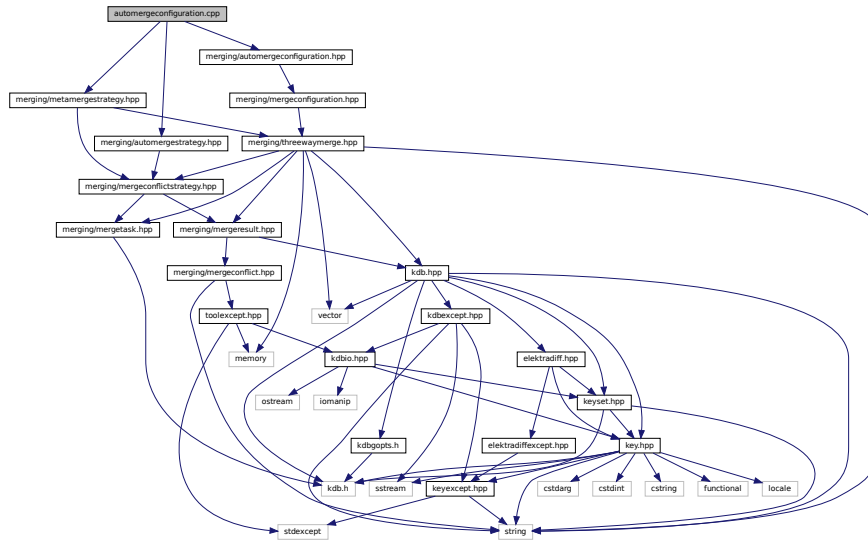 automergeconfiguration.cpp
merging/automergeconfiguration.hpp
merging/metamergestrategy.hpp
merging/mergeconfiguration.hpp
merging/automergestrategy.hpp
merging/threewaymerge.hpp
merging/mergeconflictstrategy.hpp
merging/mergetask.hpp
merging/mergeresult.hpp
merging/mergeconflict.hpp
kdb.hpp
toolexcept.hpp
vector
kdbexcept.hpp
memory
kdbio.hpp
elektradiff.hpp
ostream
iomanip
keyset.hpp
kdbgopts.h
elektradiffexcept.hpp
key.hpp
kdb.h
sstream
keyexcept.hpp
cstdarg
cstdint
cstring
functional
locale
stdexcept
string